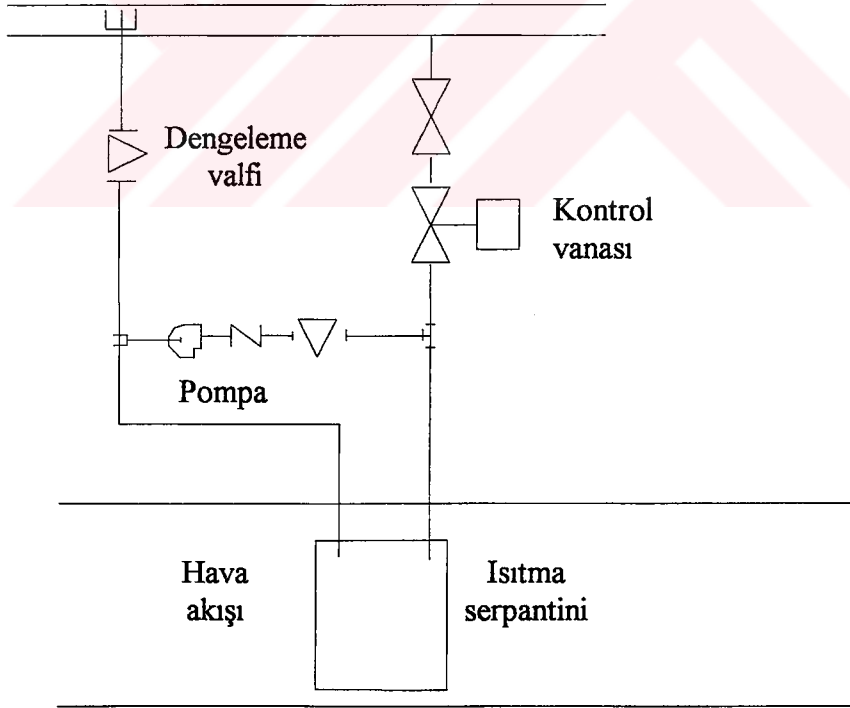 Dengeleme
valfi
Kontrol
vanası
Pompa
Hava
akışı
Isıtma
serpantini